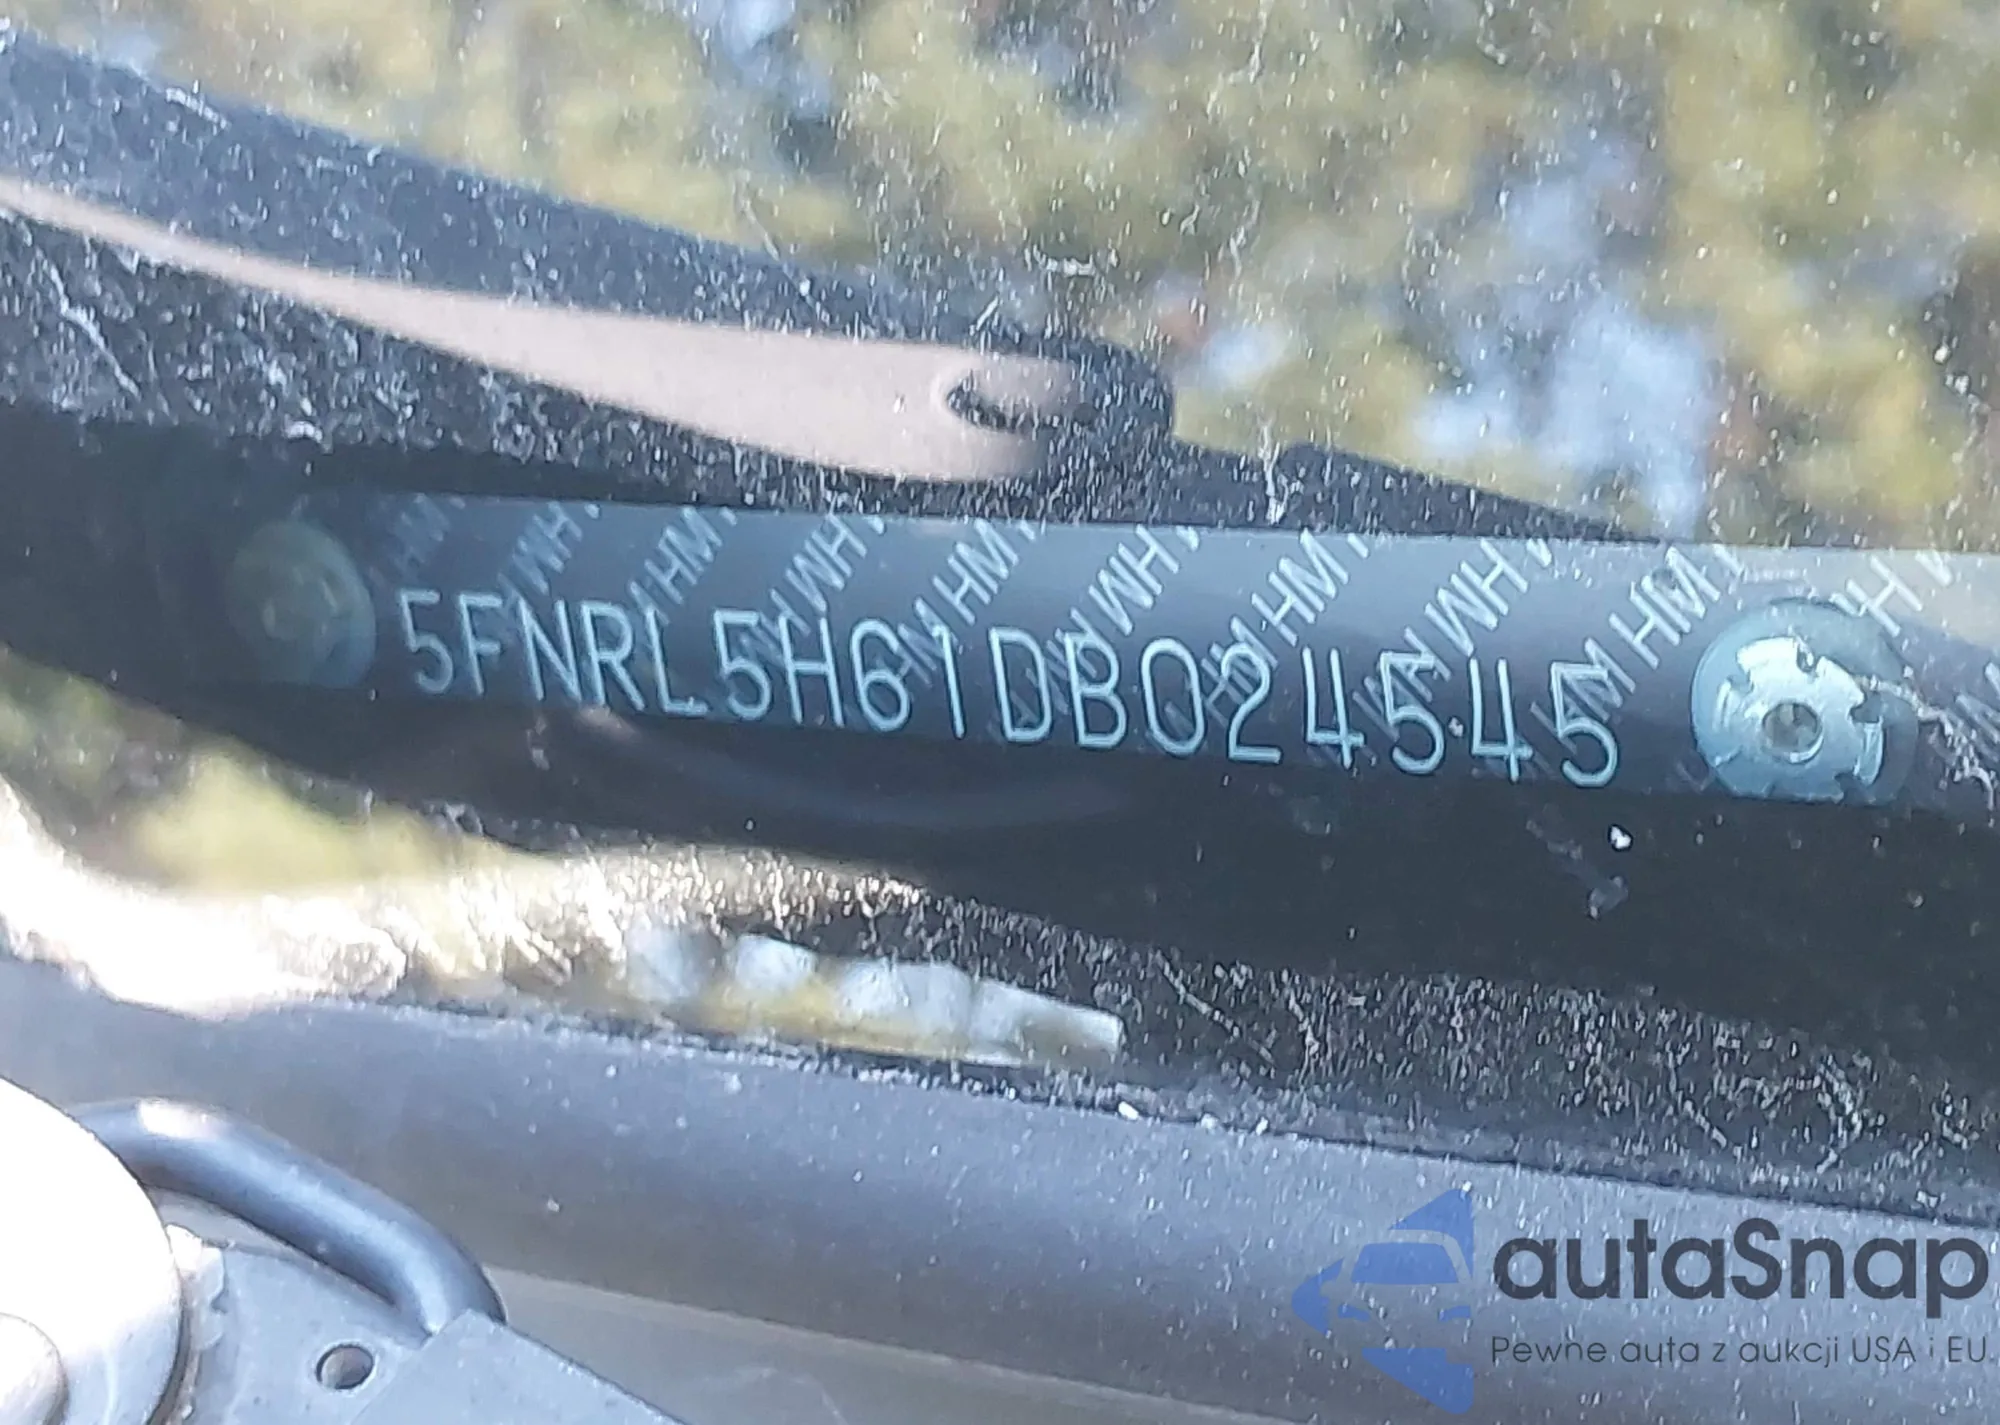 5FNRL5H61DB024545
autaSnap
Pewne auta z aukcji USA i EU.